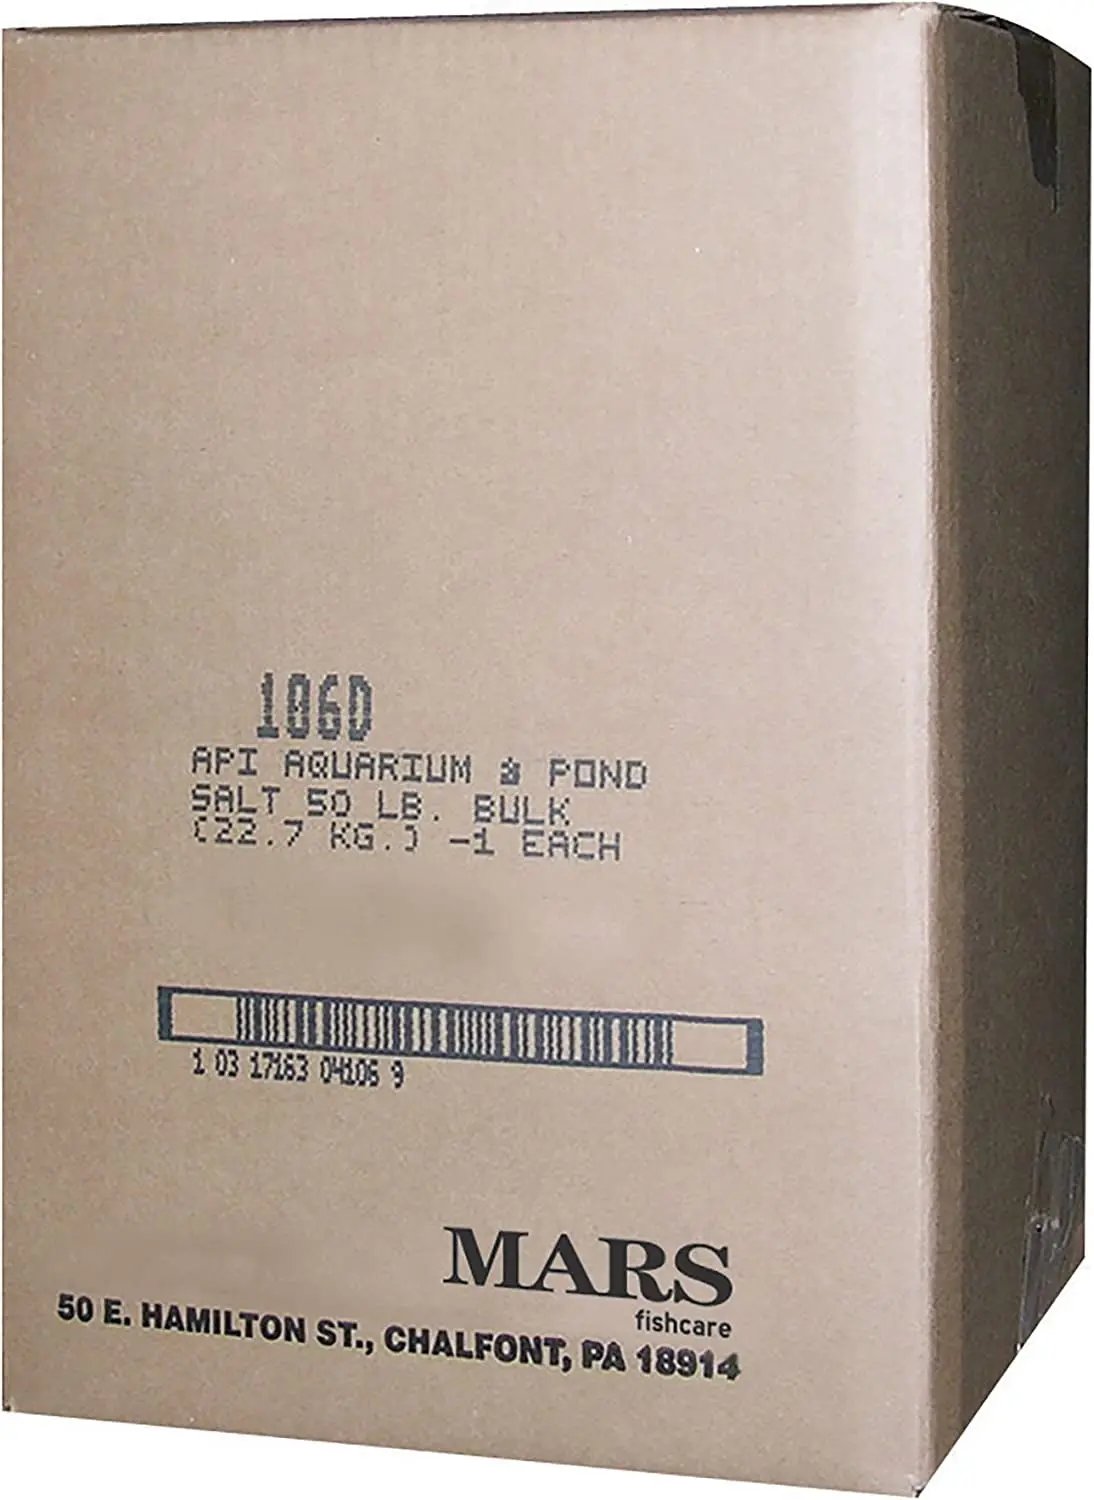 106D
API AQUARIUM & POND
SALT 50 LB. BULK
(22.7 KG.) -1 EACH
1 03 17163 04106 9
MARS
fishcare
50 E. HAMILTON ST., CHALFONT, PA 18914